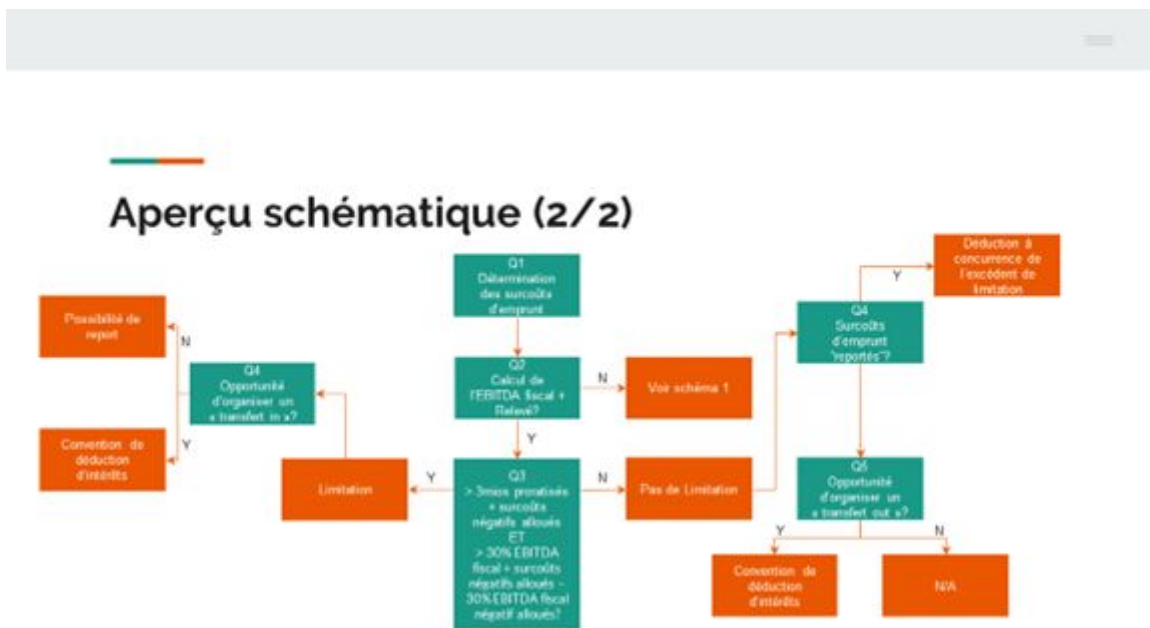 Aperçu schématique (2/2)
Q1
Détermination
des surcoûts
d'emprunt
Q2
Calcul de
l'EBITDA fiscal +
Relevé?
N
Voir schéma 1
Y
Q3
> 3mios proratisés
+ surcoûts
négatifs alloués
ET
> 30% EBITDA
fiscal + surcoûts
négatifs alloués –
30% EBITDA fiscal
négatif alloués?
Y
Limitation
Q4
Opportunité
d'organiser un
« transfert in »?
N
Possibilité de
report
Y
Convention de
déduction
d'intérêts
N
Pas de Limitation
Q4
Surcoûts
d'emprunt
"reportés"?
Y
Déduction à
concurrence de
l'excédent de
limitation
Q5
Opportunité
d'organiser un
« transfert out »?
Y
Convention de
déduction
d'intérêts
N
N/A